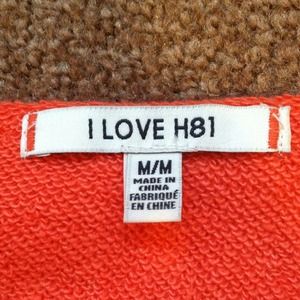 I LOVE H81
M/M
MADE IN
CHINA
FABRIQUÉ
EN CHINE